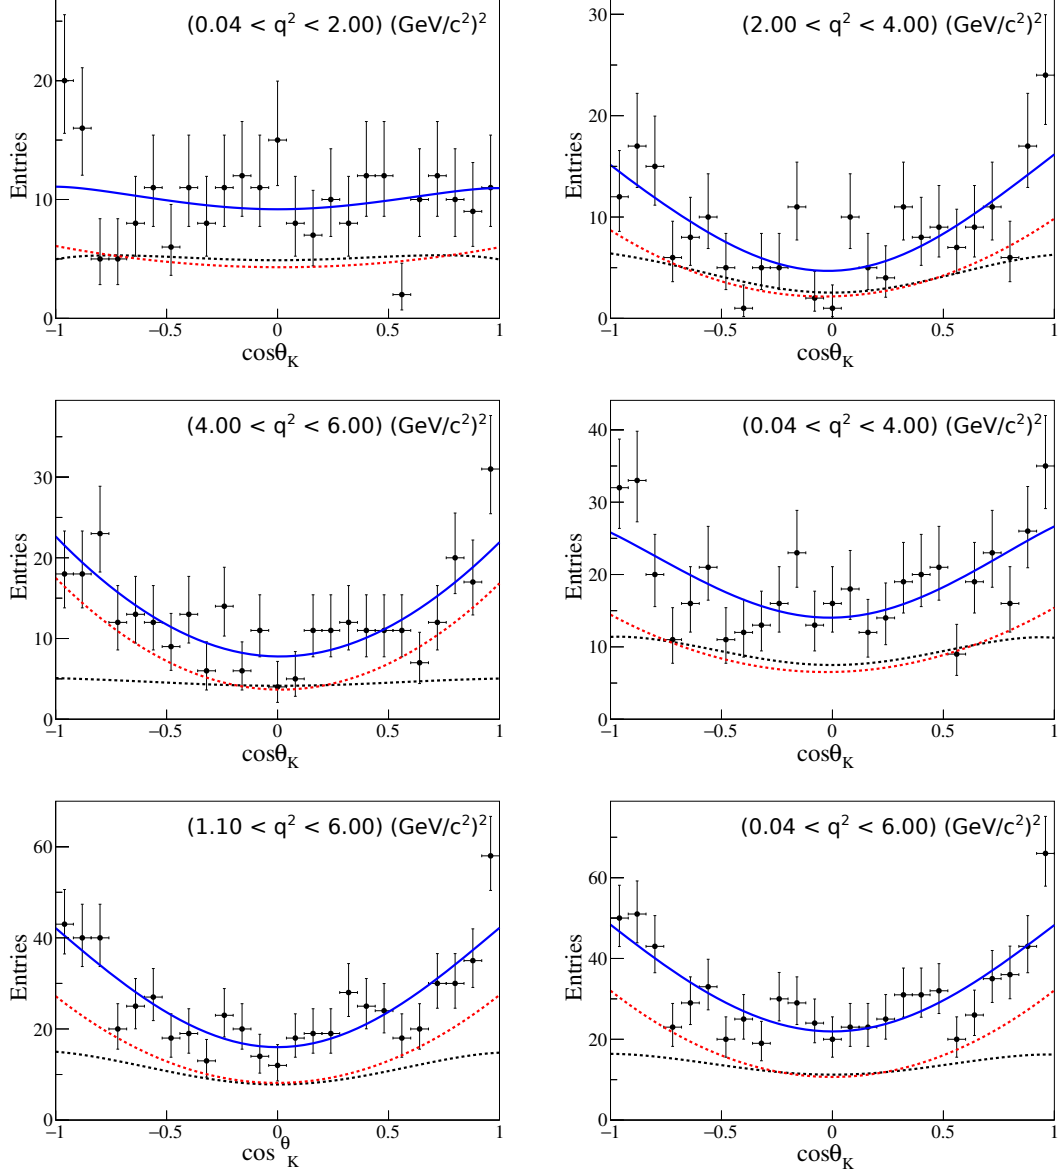 (0.04 < q² < 2.00) (GeV/c²)²
Entries
20
10
0
−1 −0.5 0 0.5 1
cosθ_K
(2.00 < q² < 4.00) (GeV/c²)²
Entries
30
20
10
0
−1 −0.5 0 0.5 1
cosθ_K
(4.00 < q² < 6.00) (GeV/c²)²
Entries
30
20
10
0
−1 −0.5 0 0.5 1
cosθ_K
(0.04 < q² < 4.00) (GeV/c²)²
Entries
40
30
20
10
0
−1 −0.5 0 0.5 1
cosθ_K
(1.10 < q² < 6.00) (GeV/c²)²
Entries
60
40
20
0
−1 −0.5 0 0.5 1
cos θ_K
(0.04 < q² < 6.00) (GeV/c²)²
Entries
60
40
20
0
−1 −0.5 0 0.5 1
cosθ_K